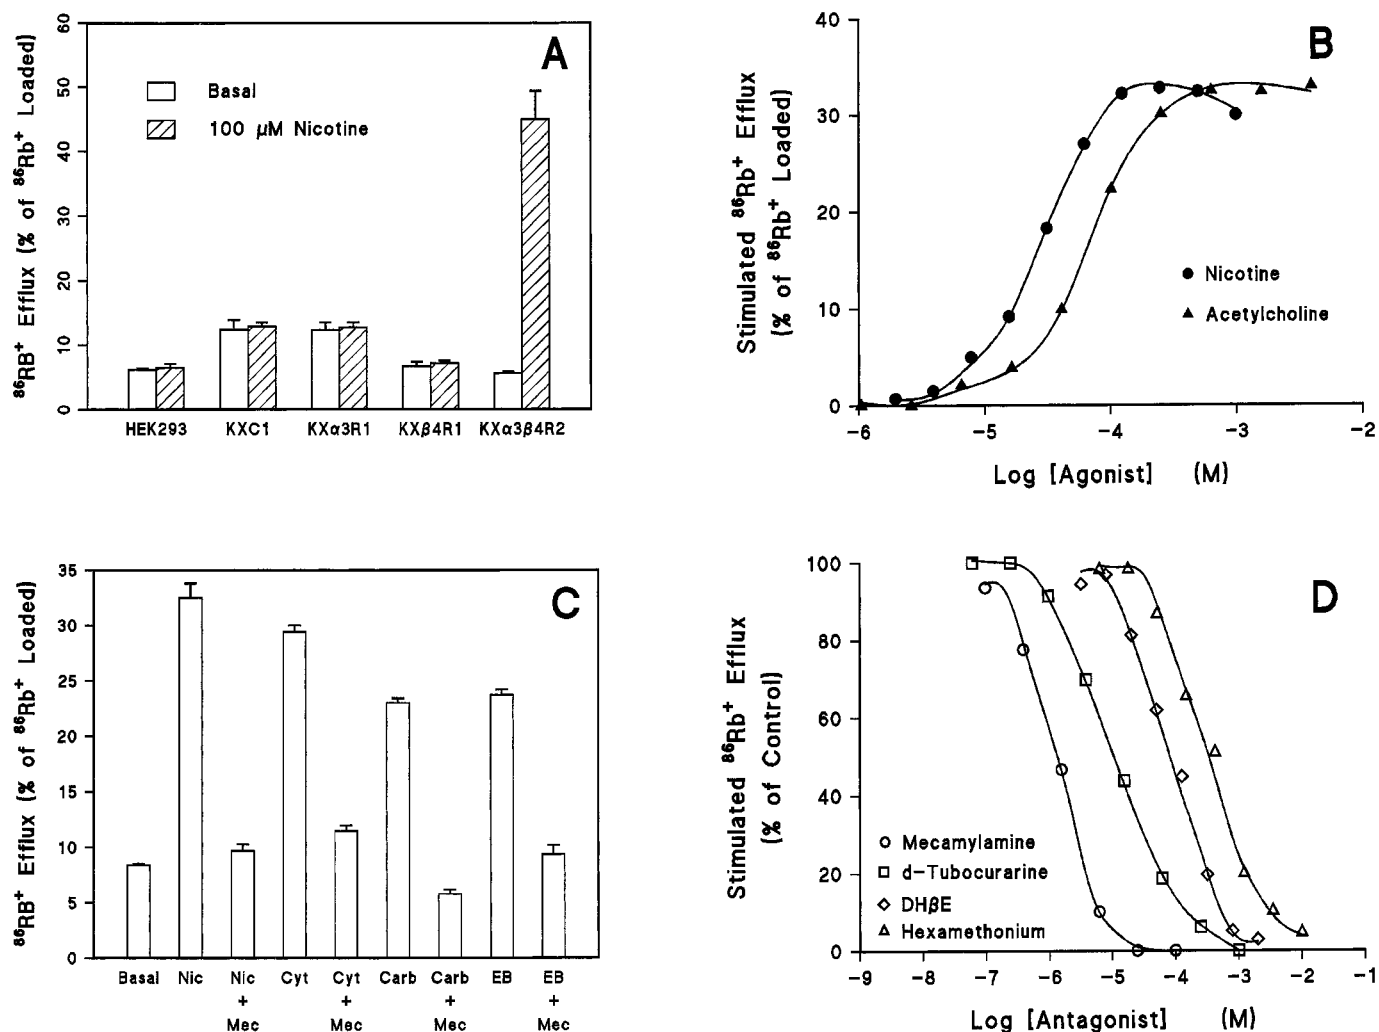 A
⁸⁶RB⁺ Efflux (% of ⁸⁶Rb⁺ Loaded)
60
50
40
30
20
10
0
Basal
100 μM Nicotine
HEK293 KXC1 KXα3R1 KXβ4R1 KXα3β4R2
B
Stimulated ⁸⁶Rb⁺ Efflux
(% of ⁸⁶Rb⁺ Loaded)
40
30
20
10
0
Nicotine
Acetylcholine
-6 -5 -4 -3 -2
Log [Agonist] (M)
C
⁸⁶RB⁺ Efflux (% of ⁸⁶Rb⁺ Loaded)
35
30
25
20
15
10
5
0
Basal Nic Nic Cyt Cyt Carb Carb EB EB
+ + + +
Mec Mec Mec Mec
D
Stimulated ⁸⁶Rb⁺ Efflux
(% of Control)
100
80
60
40
20
0
Mecamylamine
d-Tubocurarine
DHβE
Hexamethonium
-9 -8 -7 -6 -5 -4 -3 -2 -1
Log [Antagonist] (M)